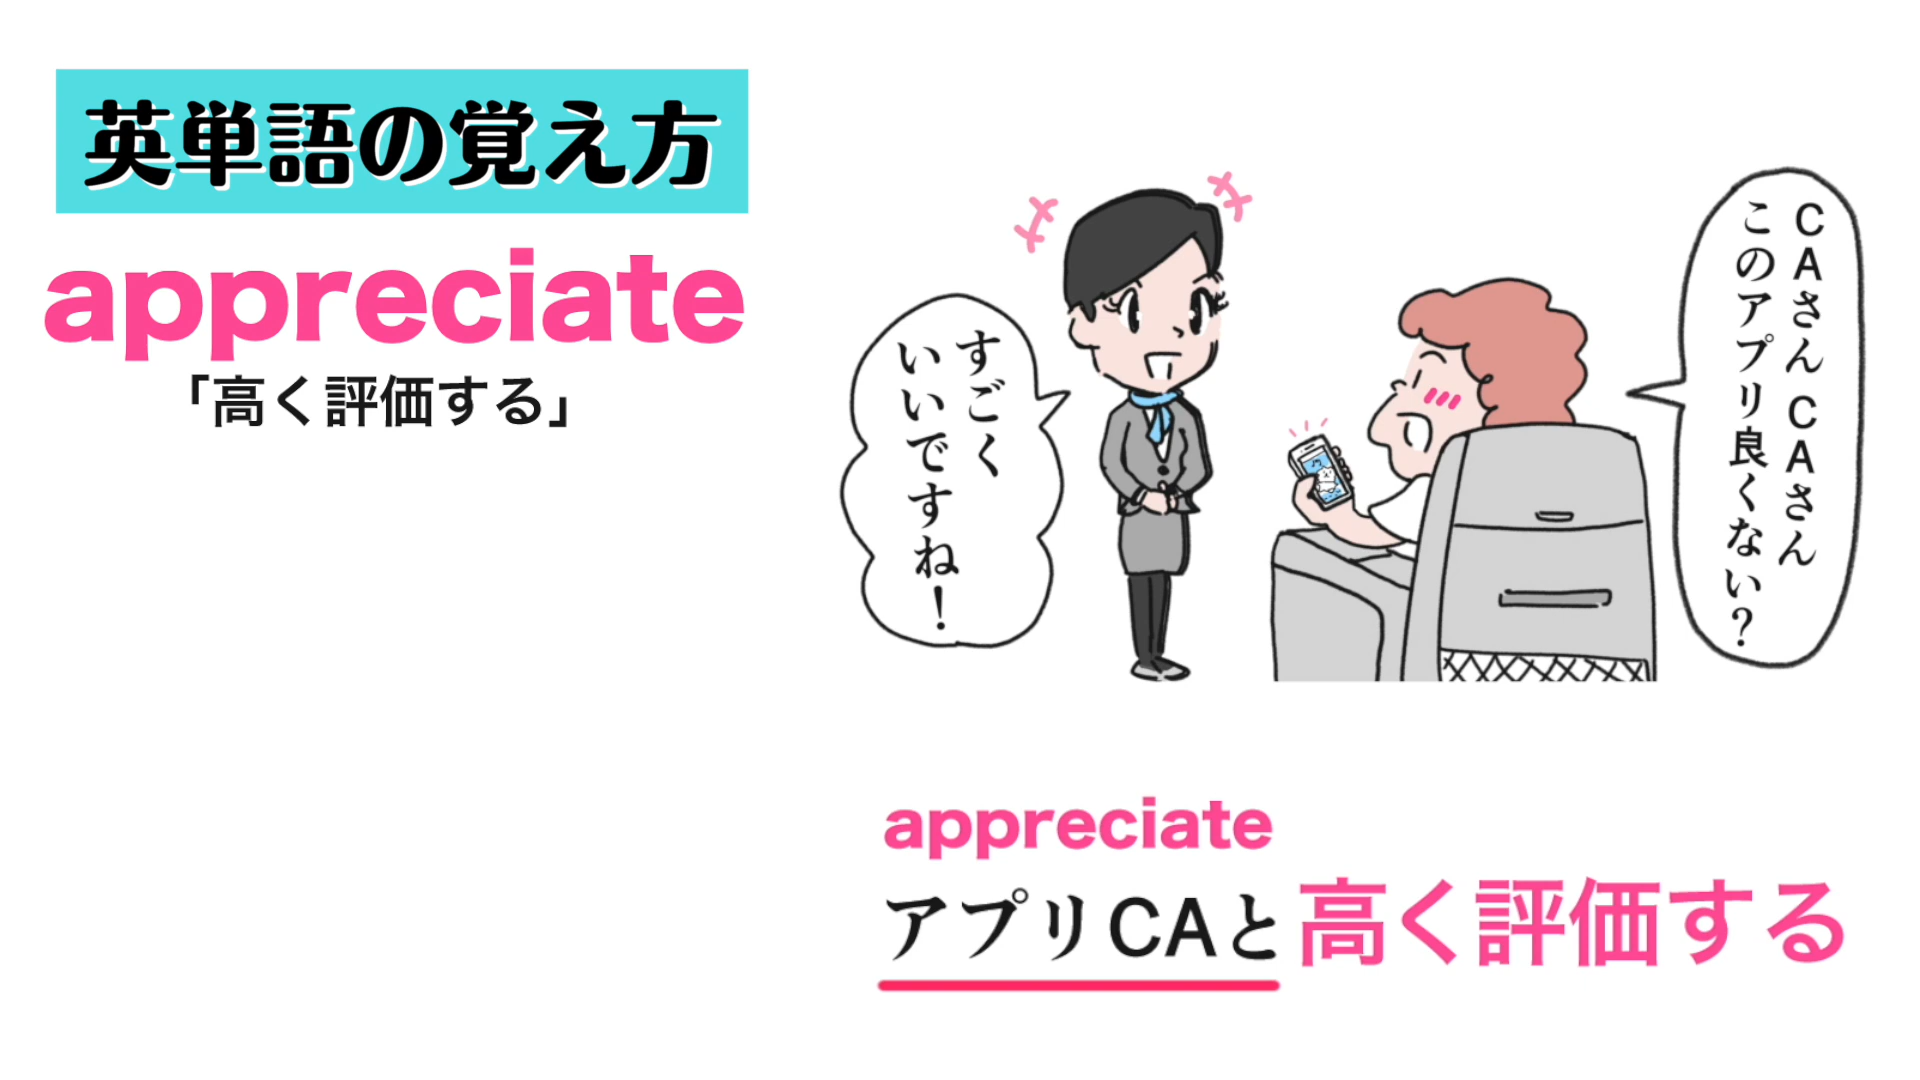 英単語の覚え方
appreciate
「高く評価する」
CAさんCAさん
このアプリ良くない?
すごく
いいですね!
appreciate
アプリCAと高く評価する